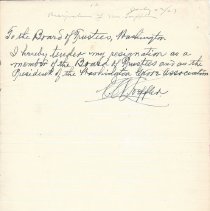 To the Board of Trustees, Washington
I hereby tender my resignation as a
member of the Board of Trustees and as the
President of the Washington Grove Association